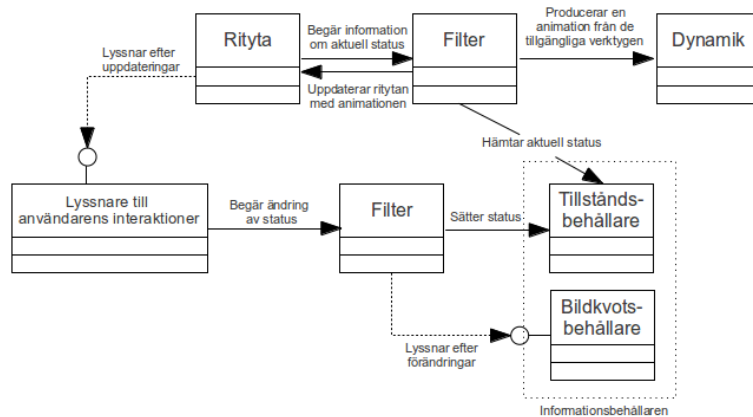 Lyssnar efter
uppdateringar
Rityta
Begär information
om aktuell status
Uppdaterar ritytan
med animationen
Filter
Producerar en
animation från de
tillgängliga verktygen
Dynamik
Hämtar aktuell status
Lyssnare till
användarens interaktioner
Begär ändring
av status
Filter
Sätter status
Tillstånds-
behållare
Lyssnar efter
förändringar
Bildkvots-
behållare
Informationsbehållaren